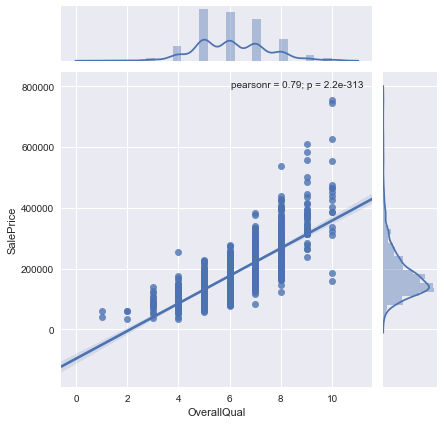 pearsonr = 0.79; p = 2.2e-313
800000
600000
400000
200000
0
SalePrice
0 2 4 6 8 10
OverallQual